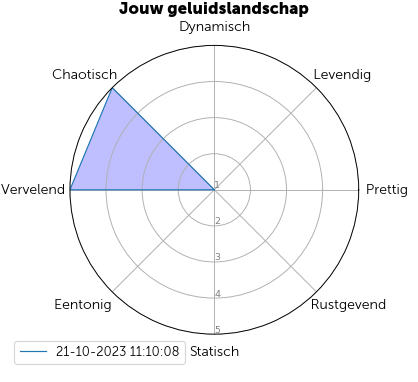 Jouw geluidslandschap
Dynamisch
Chaotisch
Levendig
Vervelend
1
Prettig
2
3
4
Eentonig
Rustgevend
5
21-10-2023 11:10:08
Statisch